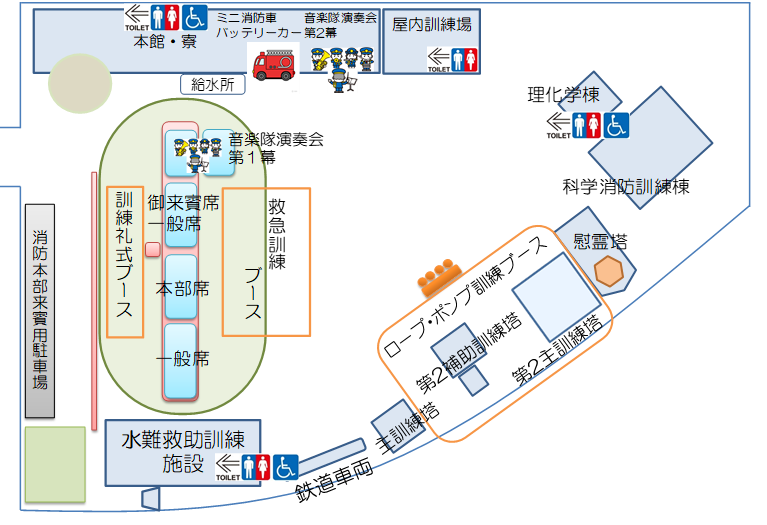 TOILET
本館・寮
ミニ消防車
バッテリーカー
音楽隊演奏会
第2幕
屋内訓練場
TOILET
給水所
理化学棟
TOILET
科学消防訓練棟
音楽隊演奏会
第1幕
御来賓席
一般席
訓練礼式ブース
救急訓練
ブース
本部席
一般席
消防本部来賓用駐車場
慰霊塔
ロープ・ポンプ訓練ブース
第2補助訓練塔
第2主訓練塔
主訓練塔
水難救助訓練
施設
TOILET
鉄道車両